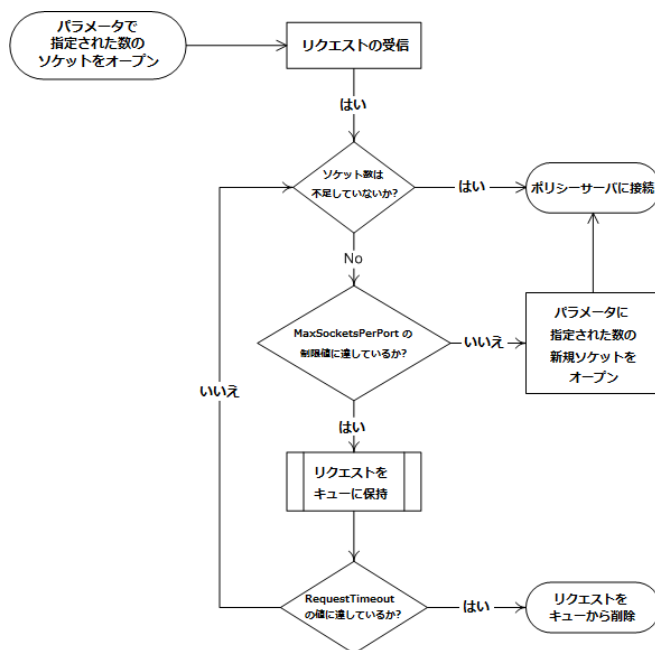 パラメータで
指定された数の
ソケットをオープン
リクエストの受信
はい
ソケット数は
不足していないか?
はい
ポリシーサーバに接続
No
MaxSocketsPerPort の
制限値に達しているか?
いいえ
パラメータに
指定された数の
新規ソケットを
オープン
いいえ
はい
リクエストを
キューに保持
RequestTimeout
の値に達しているか?
はい
リクエストを
キューから削除